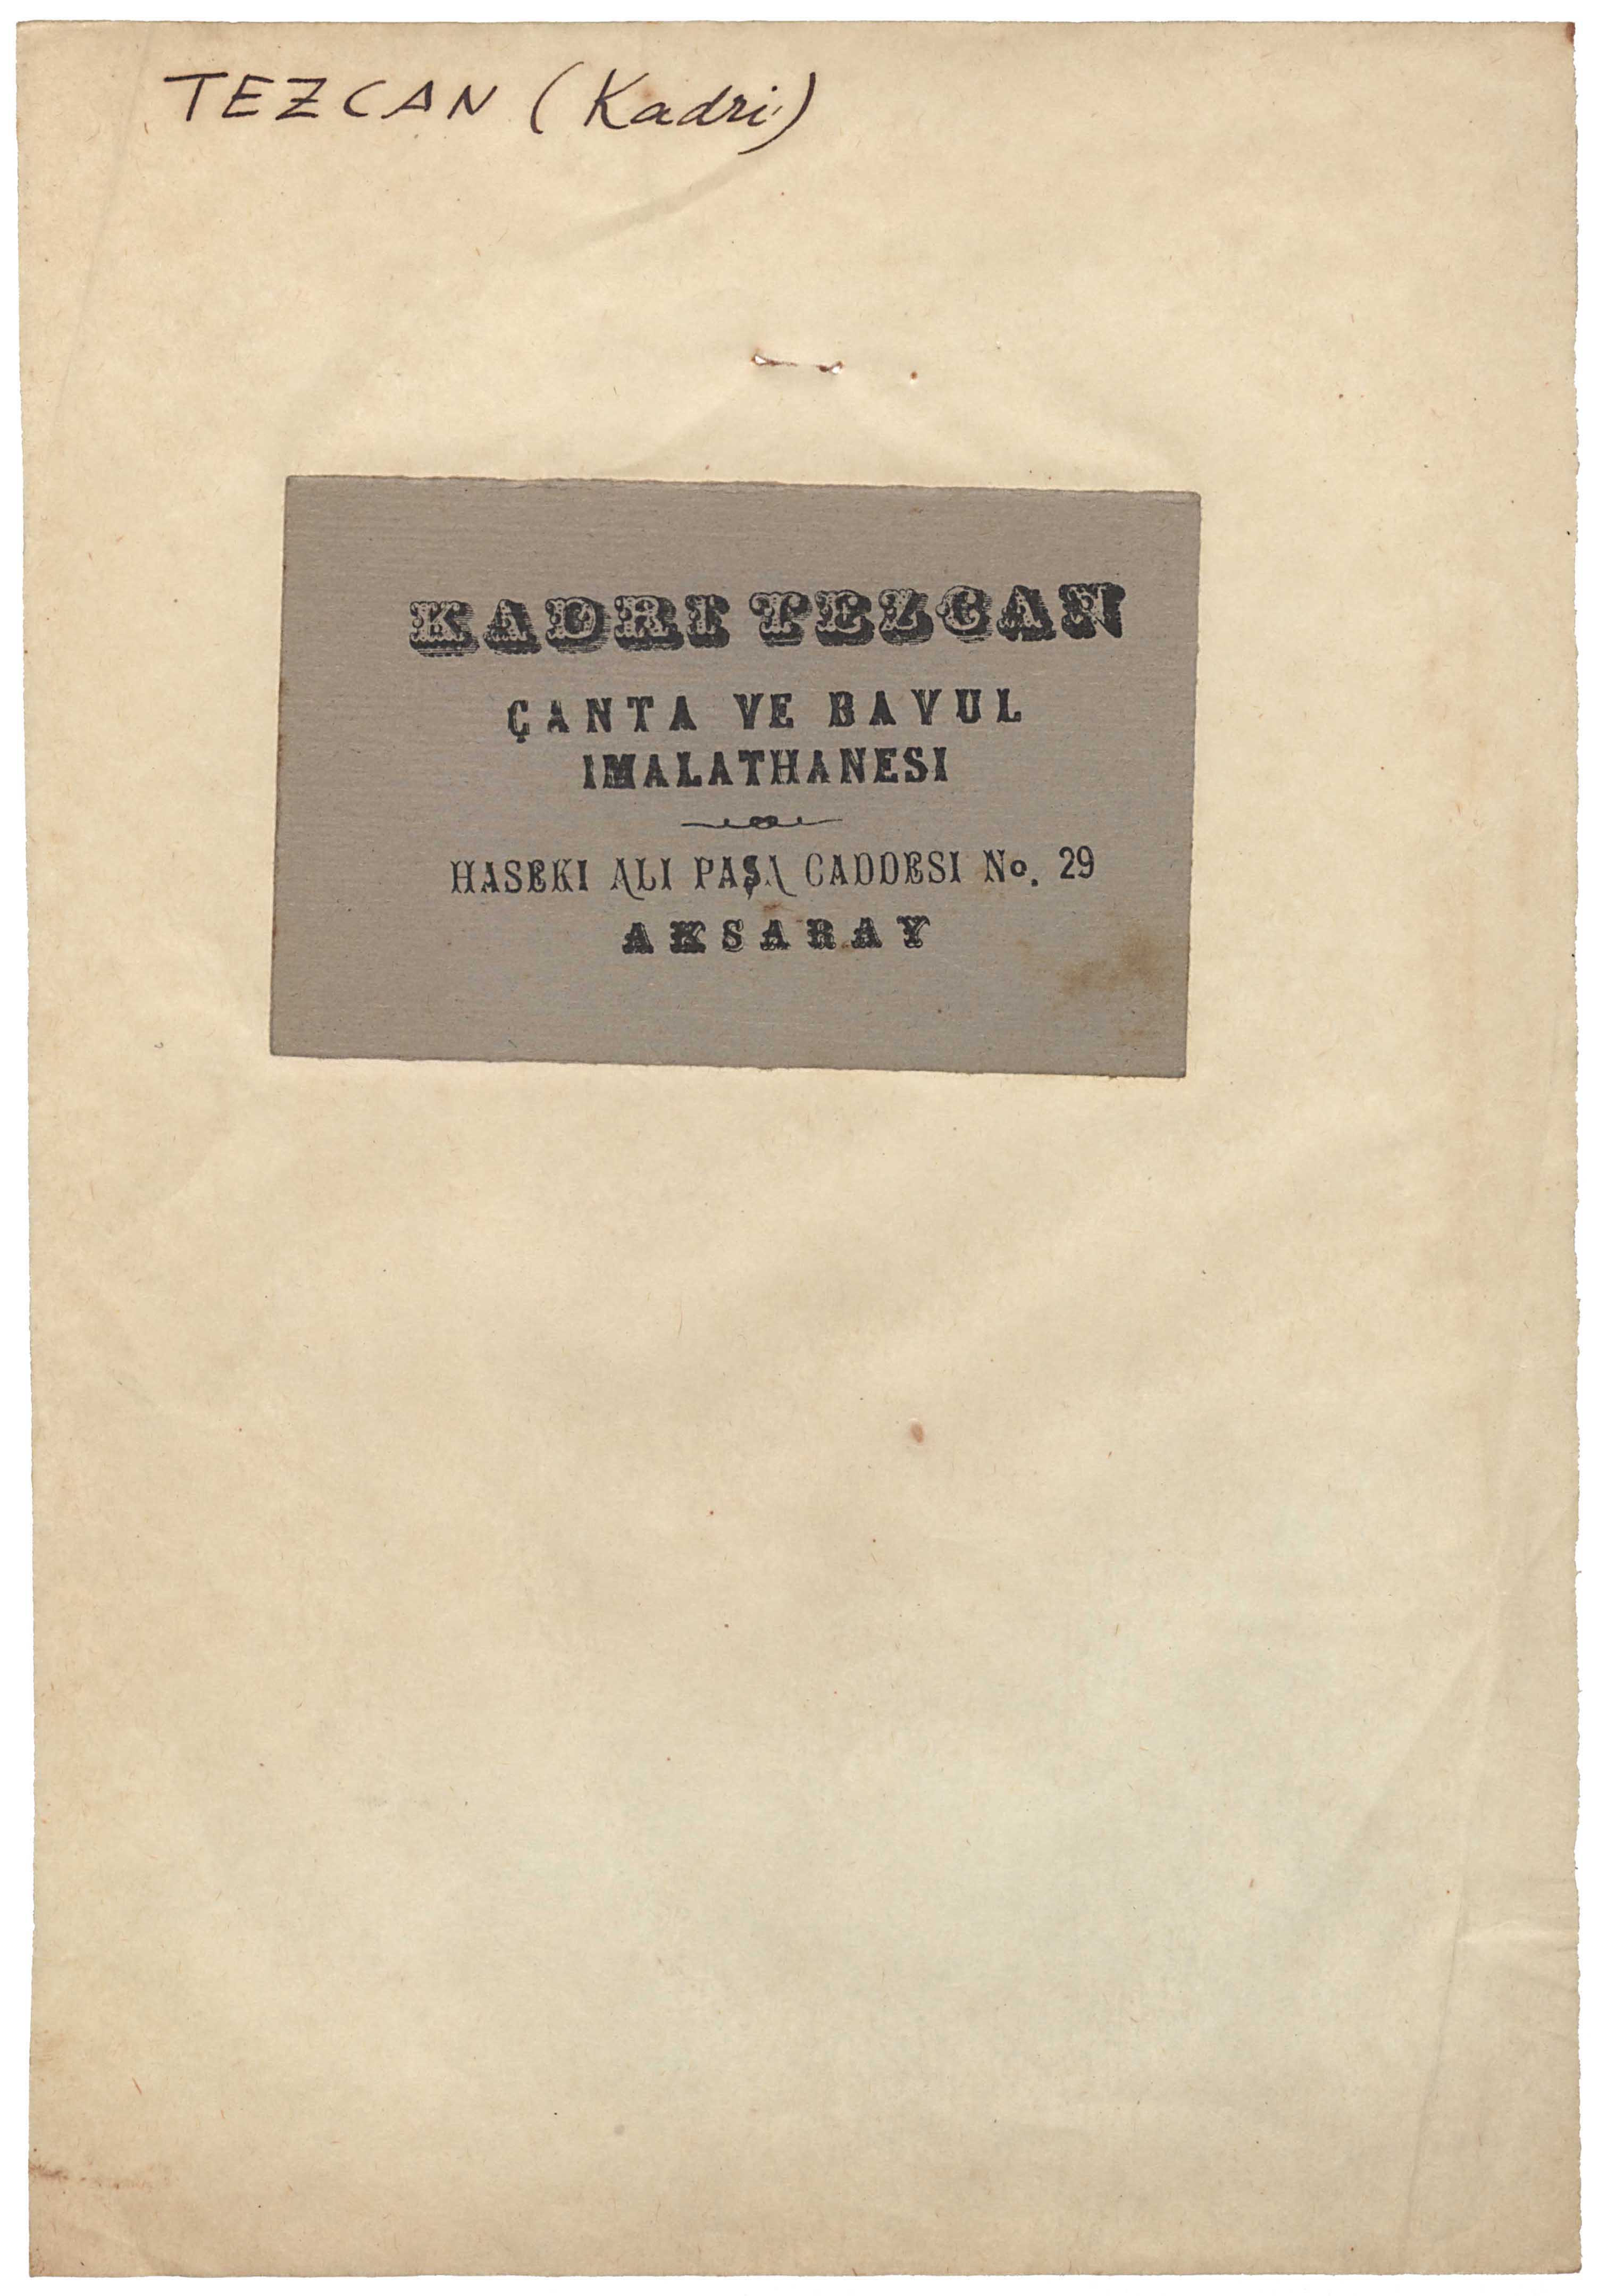 TEZCAN (Kadri)
KADRI TEZCAN
ÇANTA VE BAVUL
IMALATHANESI
HASEKI ALI PAŞA CADDESI No. 29
AKSARAY